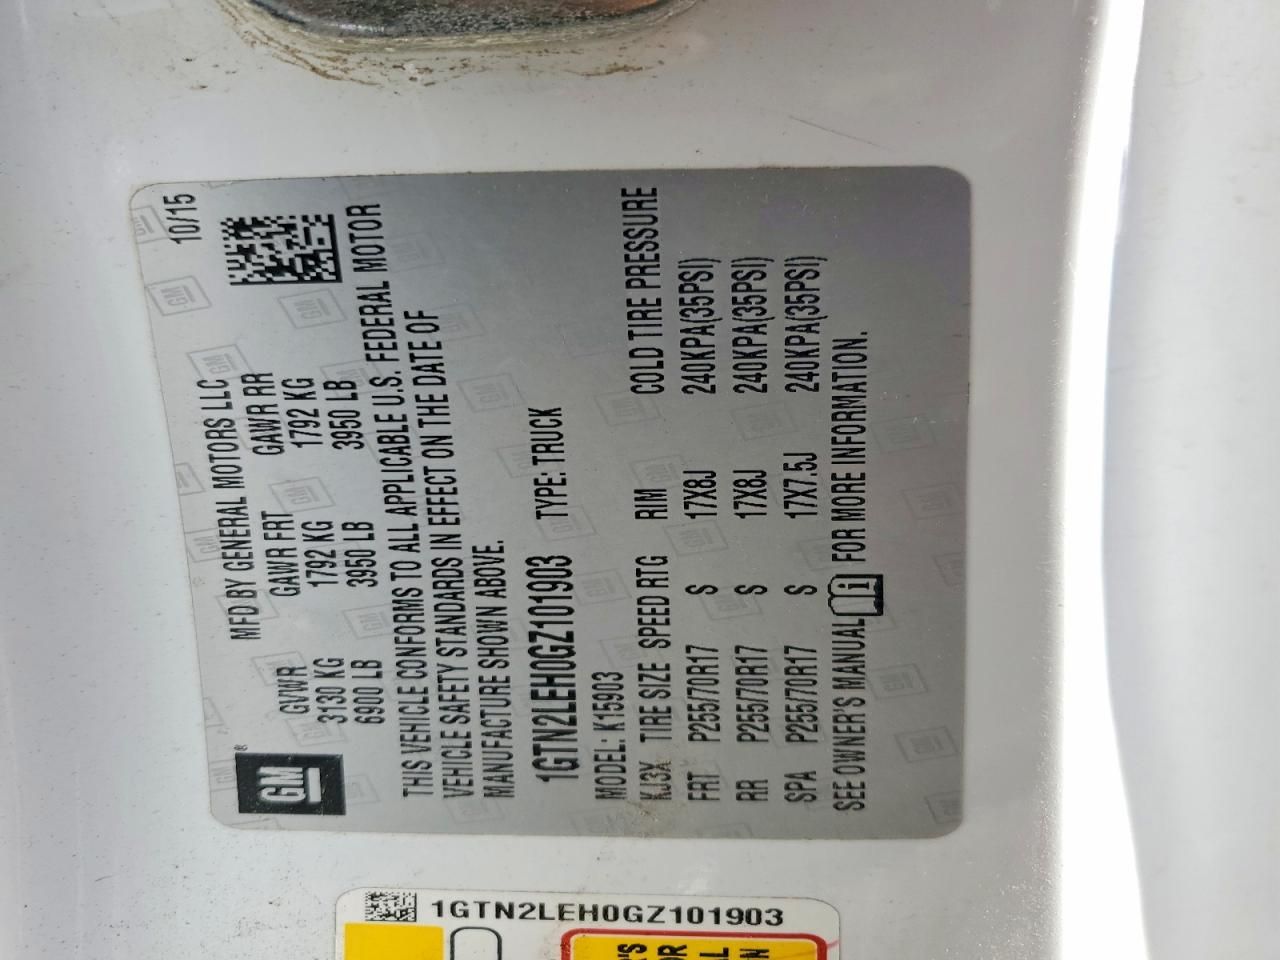 MFD BY GENERAL MOTORS LLC 10/15
GM
GVWR GAWR FRT GAWR RR
3130 KG 1792 KG 1792 KG
6900 LB 3950 LB 3950 LB
THIS VEHICLE CONFORMS TO ALL APPLICABLE U.S. FEDERAL MOTOR
VEHICLE SAFETY STANDARDS IN EFFECT ON THE DATE OF
MANUFACTURE SHOWN ABOVE.
1GTN2LEH0GZ101903 TYPE: TRUCK
MODEL: K15903
KJ3X TIRE SIZE SPEED RTG RIM COLD TIRE PRESSURE
FRT P255/70R17 S 17X8J 240KPA(35PSI)
RR P255/70R17 S 17X8J 240KPA(35PSI)
SPA P255/70R17 S 17X7.5J 240KPA(35PSI)
SEE OWNER'S MANUAL i FOR MORE INFORMATION.
1GTN2LEH0GZ101903